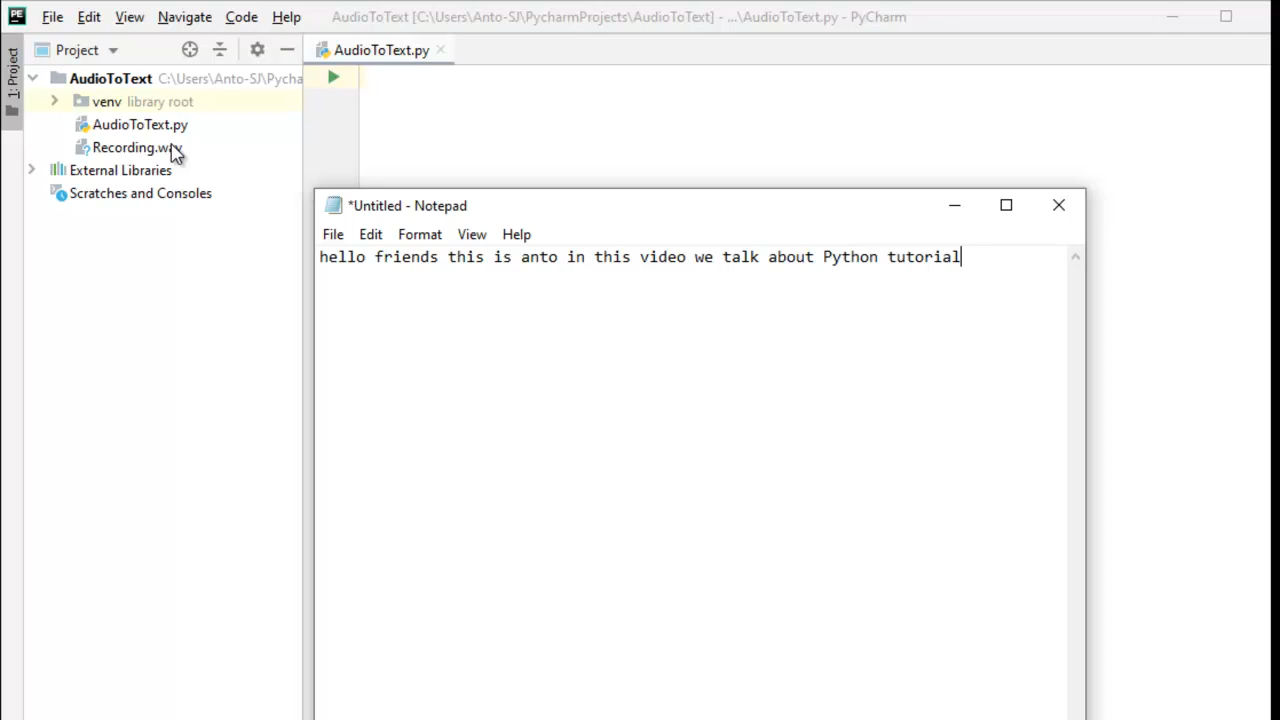 PE File Edit View Navigate Code Help AudioToText [C:\Users\Anto-SJ\PycharmProjects\AudioToText] - ...\AudioToText.py - PyCharm
1: Project
Project AudioToText.py
AudioToText C:\Users\Anto-SJ\Pycha
venv library root
AudioToText.py
Recording.wav
External Libraries
Scratches and Consoles
*Untitled - Notepad
File Edit Format View Help
hello friends this is anto in this video we talk about Python tutorial